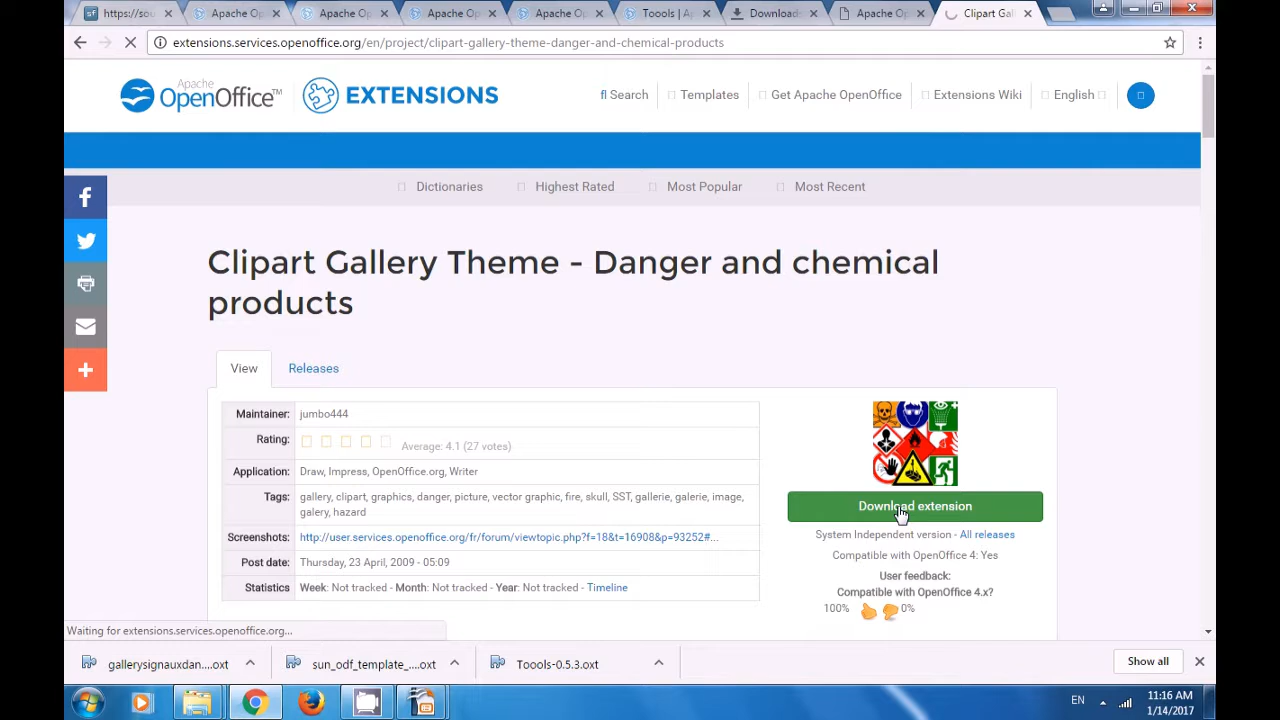 https://sou
Apache Op
Apache Op
Apache Op
Apache Op
Toools | Ap
Download
Apache Op
Clipart Gal
extensions.services.openoffice.org/en/project/clipart-gallery-theme-danger-and-chemical-products
Apache
OpenOffice™ EXTENSIONS
Search Templates Get Apache OpenOffice Extensions Wiki English
Dictionaries Highest Rated Most Popular Most Recent
Clipart Gallery Theme - Danger and chemical
products
View Releases
Maintainer: jumbo444
Rating: Average: 4.1 (27 votes)
Application: Draw, Impress, OpenOffice.org, Writer
Tags: gallery, clipart, graphics, danger, picture, vector graphic, fire, skull, SST, gallerie, galerie, image,
galery, hazard
Screenshots: http://user.services.openoffice.org/fr/forum/viewtopic.php?f=18&t=16908&p=93252#...
Post date: Thursday, 23 April, 2009 - 05:09
Statistics Week: Not tracked - Month: Not tracked - Year: Not tracked - Timeline
Download extension
System Independent version - All releases
Compatible with OpenOffice 4: Yes
User feedback:
Compatible with OpenOffice 4.x?
100% 0%
Waiting for extensions.services.openoffice.org...
gallerysignauxdan....oxt
sun_odf_template_....oxt
Toools-0.5.3.oxt
Show all
EN
11:16 AM
1/14/2017